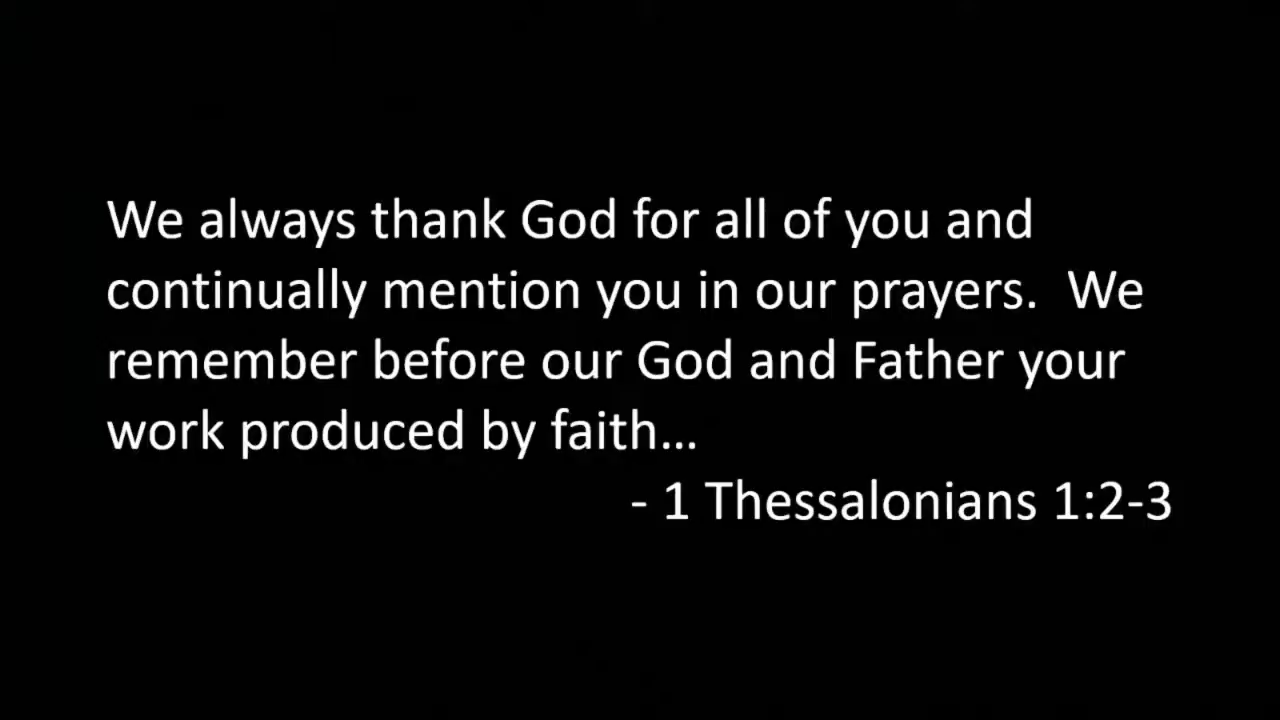 We always thank God for all of you and
continually mention you in our prayers.  We
remember before our God and Father your
work produced by faith…
- 1 Thessalonians 1:2-3